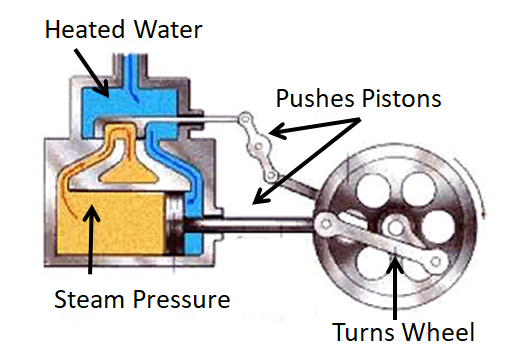 Heated Water
Pushes Pistons
Steam Pressure
Turns Wheel